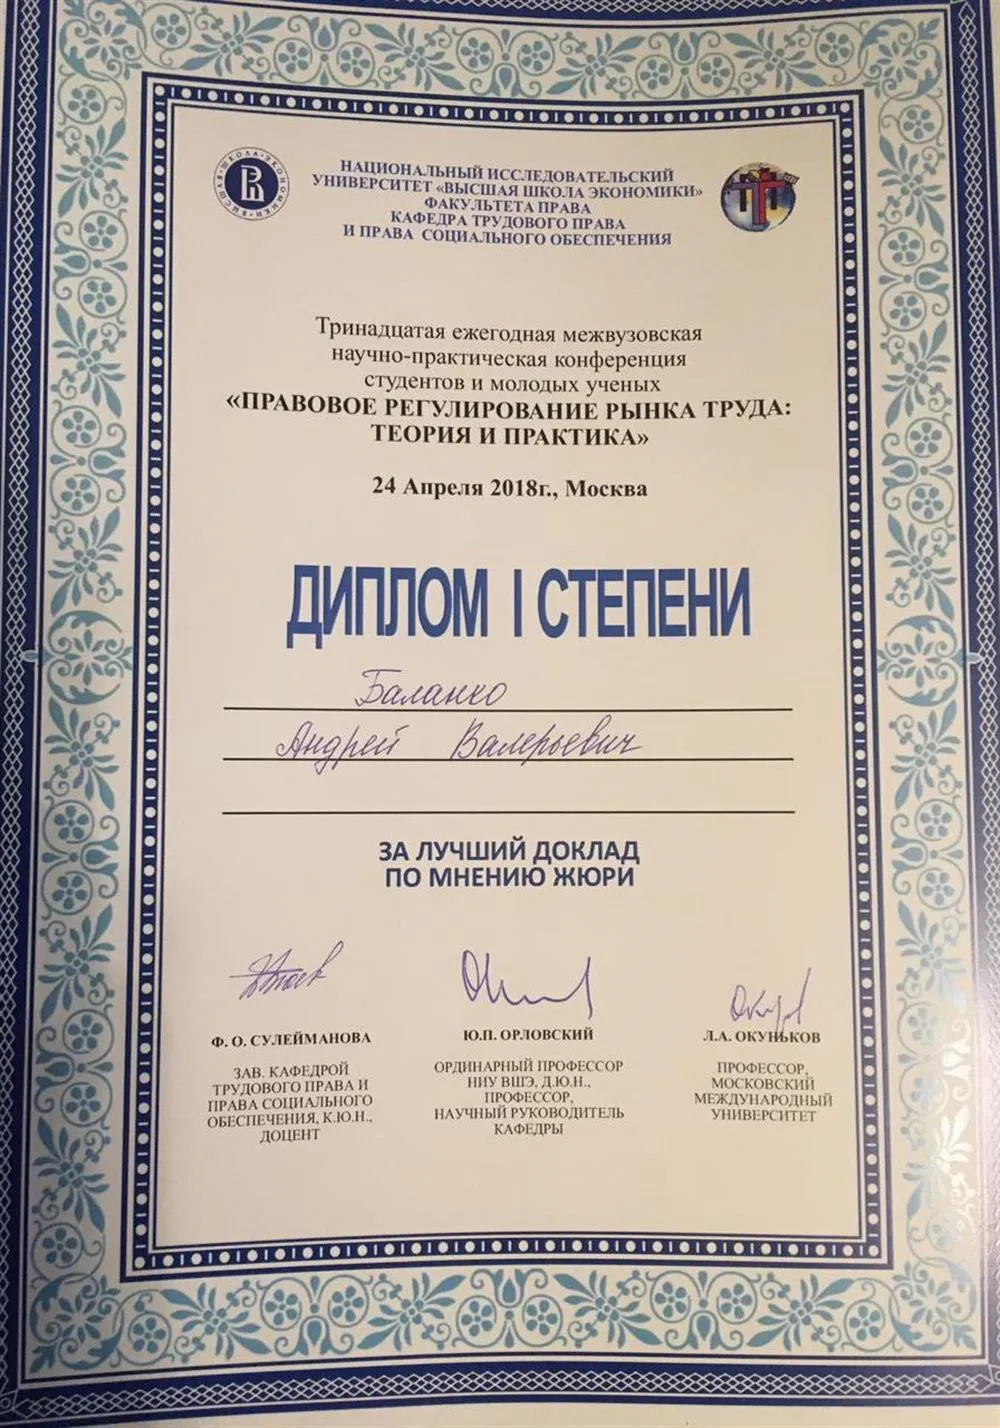 ВЫСШАЯ ШКОЛА ЭКОНОМИКИ
НАЦИОНАЛЬНЫЙ ИССЛЕДОВАТЕЛЬСКИЙ
УНИВЕРСИТЕТ «ВЫСШАЯ ШКОЛА ЭКОНОМИКИ»
ФАКУЛЬТЕТА ПРАВА
КАФЕДРА ТРУДОВОГО ПРАВА
И ПРАВА СОЦИАЛЬНОГО ОБЕСПЕЧЕНИЯ
Тринадцатая ежегодная межвузовская
научно-практическая конференция
студентов и молодых ученых
«ПРАВОВОЕ РЕГУЛИРОВАНИЕ РЫНКА ТРУДА:
ТЕОРИЯ И ПРАКТИКА»
24 Апреля 2018г., Москва
ДИПЛОМ I СТЕПЕНИ
Баланко
Андрей Валерьевич
ЗА ЛУЧШИЙ ДОКЛАД
ПО МНЕНИЮ ЖЮРИ
Ф. О. СУЛЕЙМАНОВА
ЗАВ. КАФЕДРОЙ
ТРУДОВОГО ПРАВА И
ПРАВА СОЦИАЛЬНОГО
ОБЕСПЕЧЕНИЯ, К.Ю.Н.,
ДОЦЕНТ
Ю.П. ОРЛОВСКИЙ
ОРДИНАРНЫЙ ПРОФЕССОР
НИУ ВШЭ, Д.Ю.Н.,
ПРОФЕССОР,
НАУЧНЫЙ РУКОВОДИТЕЛЬ
КАФЕДРЫ
Л.А. ОКУНЬКОВ
ПРОФЕССОР,
МОСКОВСКИЙ
МЕЖДУНАРОДНЫЙ
УНИВЕРСИТЕТ